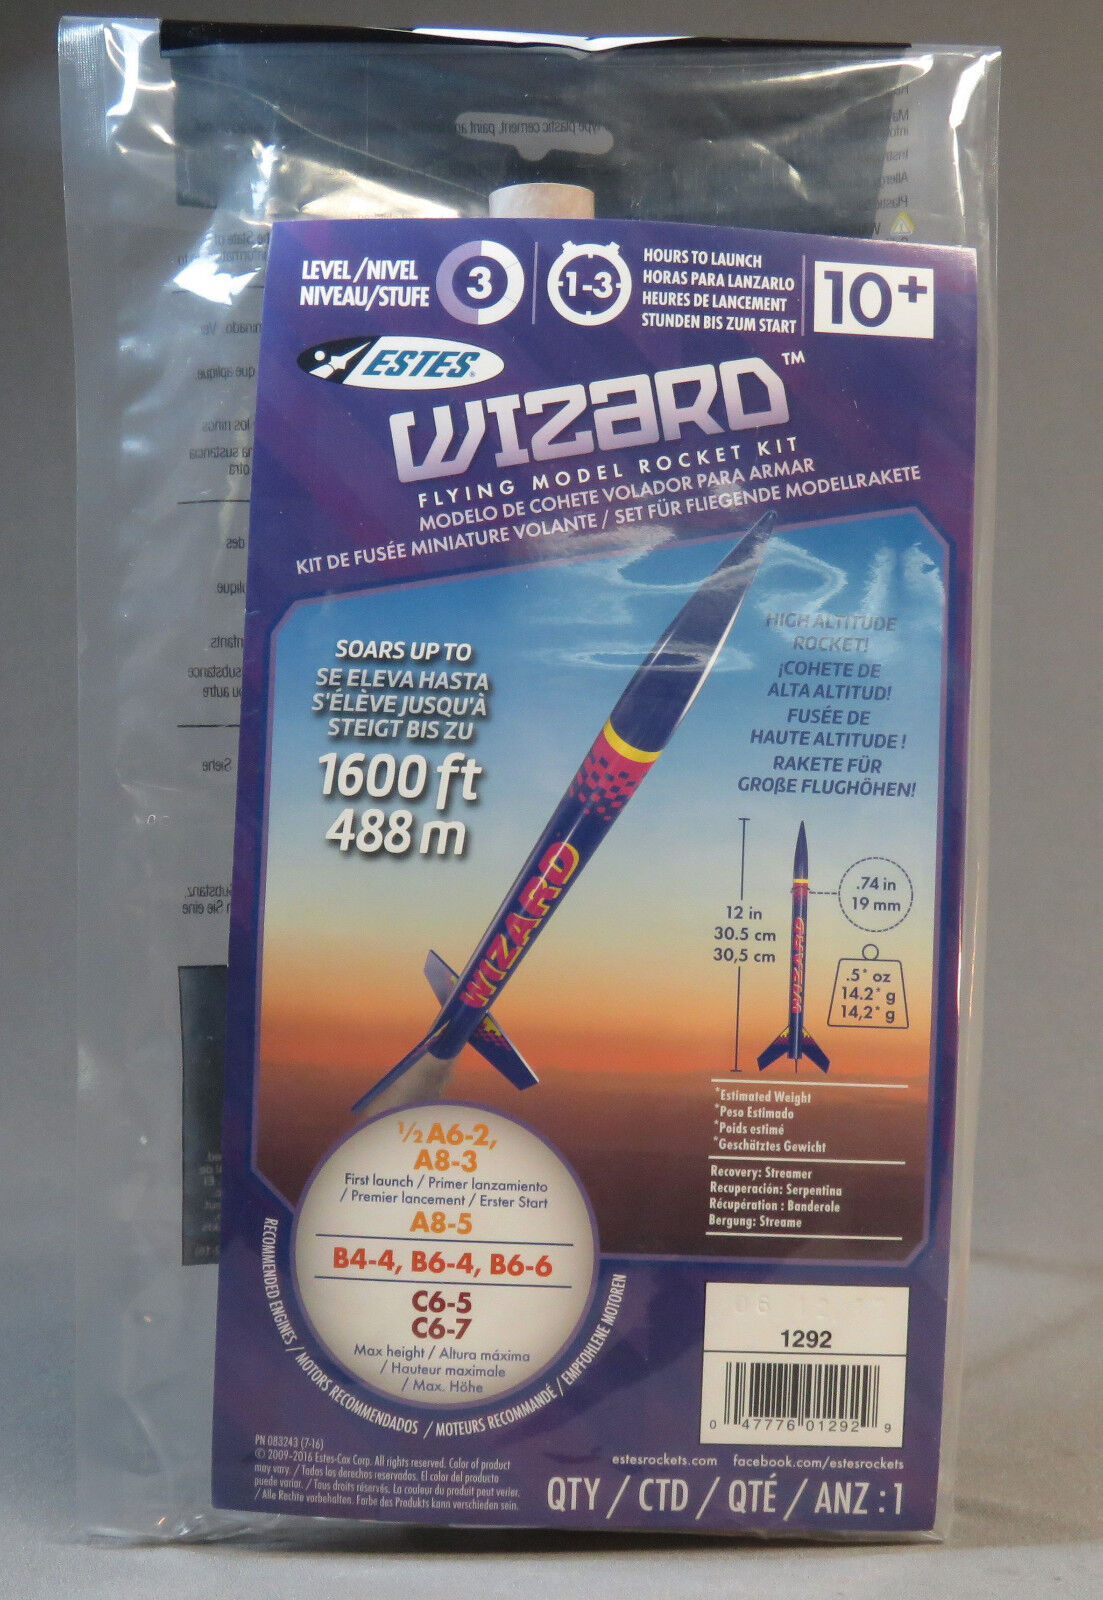 LEVEL/NIVEL
NIVEAU/STUFE
3
1-3
HOURS TO LAUNCH
HORAS PARA LANZARLO
HEURES DE LANCEMENT
STUNDEN BIS ZUM START
10+
ESTES®
WIZARD™
FLYING MODEL ROCKET KIT
MODELO DE COHETE VOLADOR PARA ARMAR
KIT DE FUSÉE MINIATURE VOLANTE / SET FÜR FLIEGENDE MODELLRAKETE
SOARS UP TO
SE ELEVA HASTA
S'ÉLÈVE JUSQU'À
STEIGT BIS ZU
1600 ft
488 m
HIGH ALTITUDE
ROCKET!
¡COHETE DE
ALTA ALTITUD!
FUSÉE DE
HAUTE ALTITUDE !
RAKETE FÜR
GROßE FLUGHÖHEN!
WIZARD
12 in
30.5 cm
30,5 cm
WIZARD
.74 in
19 mm
.5* oz
14.2* g
14,2* g
*Estimated Weight
*Peso Estimado
*Poids estimé
*Geschätztes Gewicht
Recovery: Streamer
Recuperación: Serpentina
Récupération : Banderole
Bergung: Streame
½A6-2,
A8-3
First launch / Primer lanzamiento
/ Premier lancement / Erster Start
A8-5
B4-4, B6-4, B6-6
C6-5
C6-7
Max height / Altura máxima
/ Hauteur maximale
/ Max. Höhe
RECOMMENDED ENGINES / MOTORS RECOMENDADOS / MOTEURS RECOMMANDÉ / EMPFOHLENE MOTOREN
1292
0 47776 01292 9
PN 083243 (7-16)
© 2009-2016 Estes-Cox Corp. All rights reserved. Color of product
may vary. / Todos los derechos reservados. El color del producto
puede variar. / Tous droits réservés. La couleur du produit peut varier.
/ Alle Rechte vorbehalten. Farbe des Produkts kann verschieden sein.
estesrockets.com facebook.com/estesrockets
QTY / CTD / QTÉ / ANZ : 1